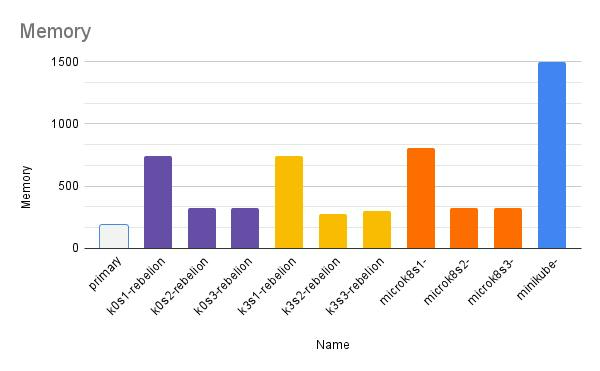 Memory
1500
1000
500
0
Memory
primary
k0s1-rebelion
k0s2-rebelion
k0s3-rebelion
k3s1-rebelion
k3s2-rebelion
k3s3-rebelion
microk8s1-
microk8s2-
microk8s3-
minikube-
Name